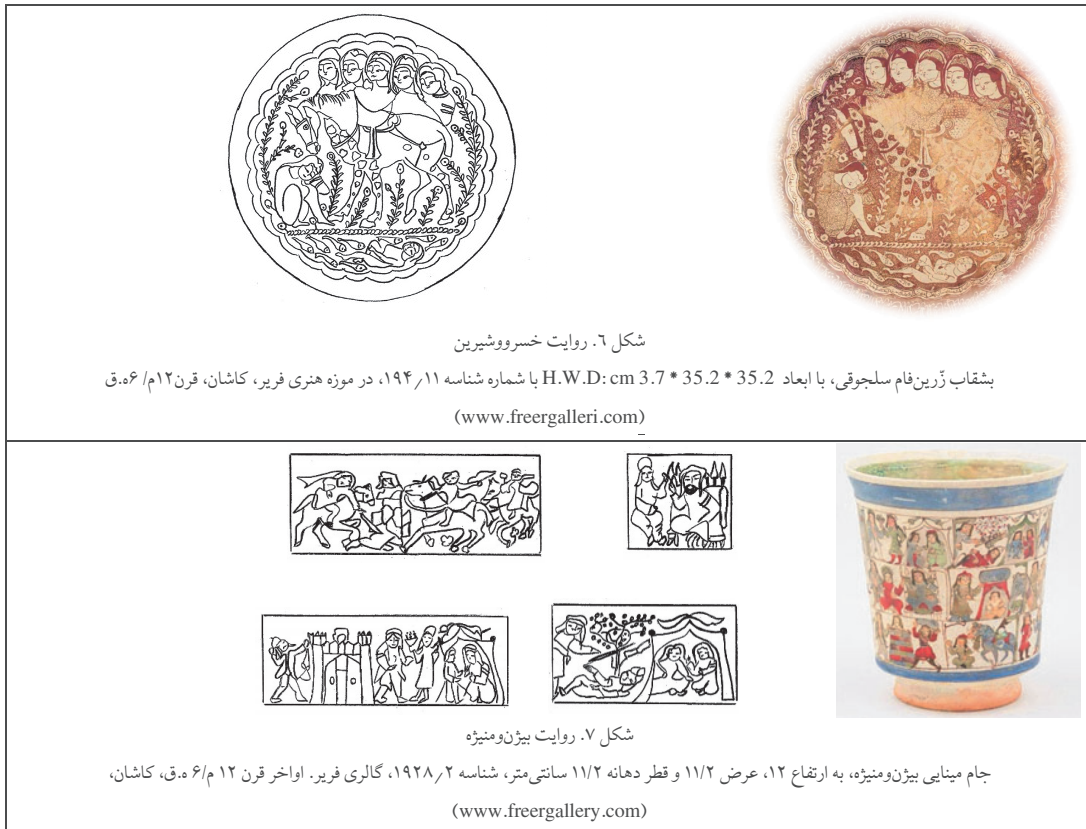 شکل ٦. روایت خسرووشیرین
بشقاب زّرین‌فام سلجوقی، با ابعاد H.W.D: cm 3.7 * 35.2 * 35.2 با شماره شناسه ۱۹۴٫۱۱، در موزه هنری فریر، کاشان، قرن۱۲م/ ۶ه.ق
(www.freergalleri.com)
شکل ۷. روایت بیژن‌ومنیژه
جام مینایی بیژن‌ومنیژه، به ارتفاع ۱۲، عرض ۱۱/۲ و قطر دهانه ۱۱/۲ سانتی‌متر، شناسه ۱۹۲۸٫۲، گالری فریر. اواخر قرن ۱۲ م/۶ ه.ق، کاشان،
(www.freergallery.com)